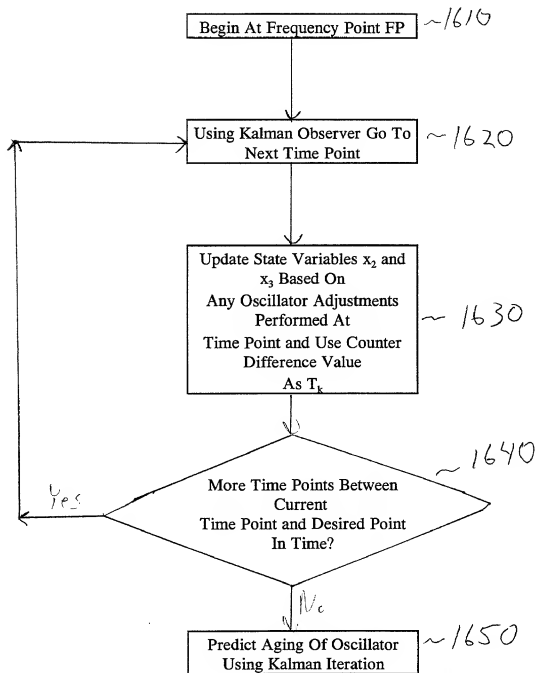 Begin At Frequency Point FP
~1610
Using Kalman Observer Go To
Next Time Point
~1620
Update State Variables x₂ and
x₃ Based On
Any Oscillator Adjustments
Performed At
Time Point and Use Counter
Difference Value
As Tₖ
~1630
~1640
More Time Points Between
Current
Time Point and Desired Point
In Time?
Yes
No
Predict Aging Of Oscillator
Using Kalman Iteration
~1650